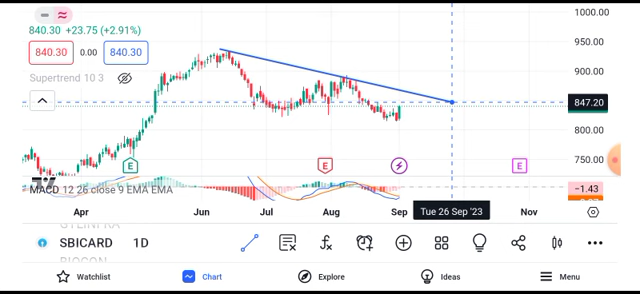 1000.00
840.30 +23.75 (+2.91%)
950.00
840.30 0.00 840.30
900.00
Supertrend 10 3
847.20
800.00
E E E
750.00
MACD 12 26 close 9 EMA EMA
−1.43
Apr Jun Jul Aug Sep Tue 26 Sep '23 Nov
SBICARD 1D
Watchlist Chart Explore Ideas Menu